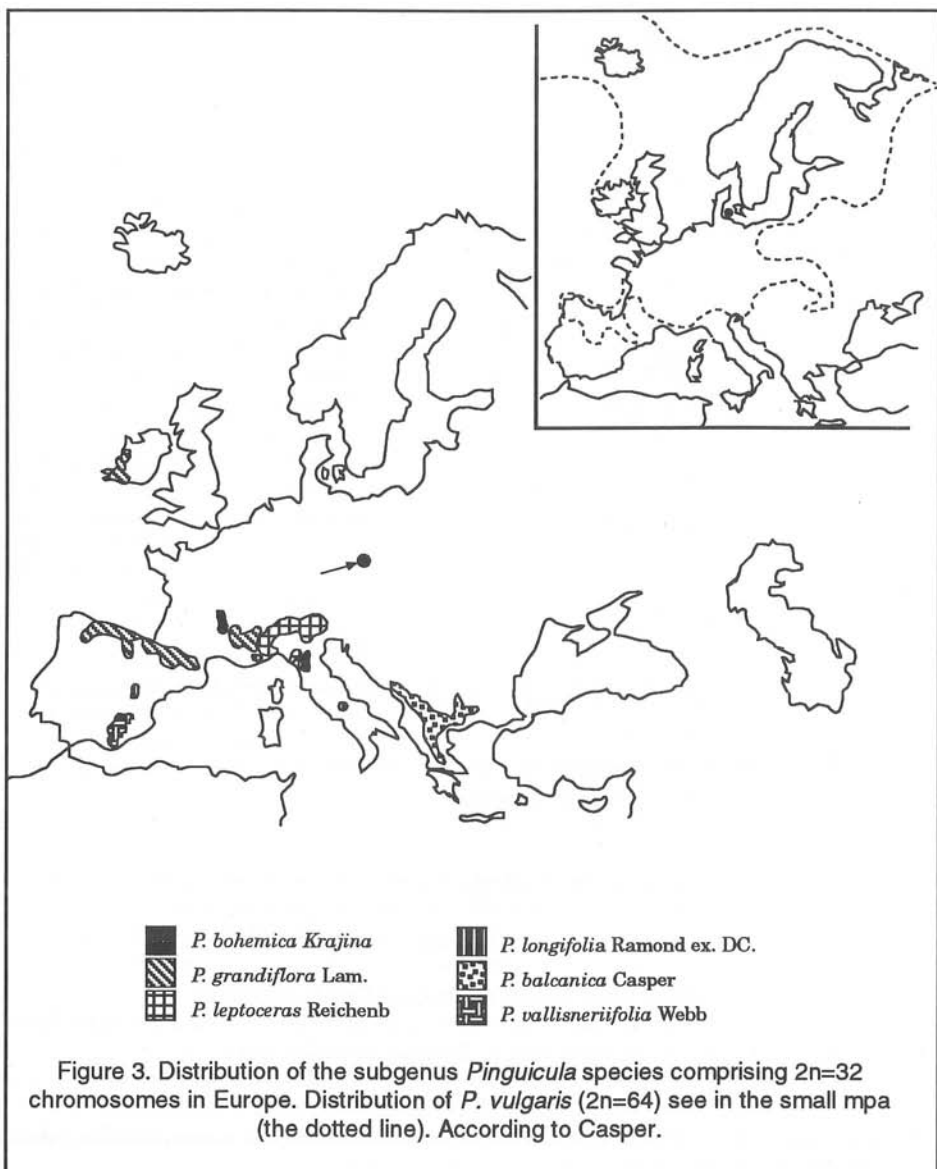 P. bohemica Krajina
P. grandiflora Lam.
P. leptoceras Reichenb
P. longifolia Ramond ex. DC.
P. balcanica Casper
P. vallisneriifolia Webb
Figure 3. Distribution of the subgenus Pinguicula species comprising 2n=32
chromosomes in Europe. Distribution of P. vulgaris (2n=64) see in the small mpa
(the dotted line). According to Casper.